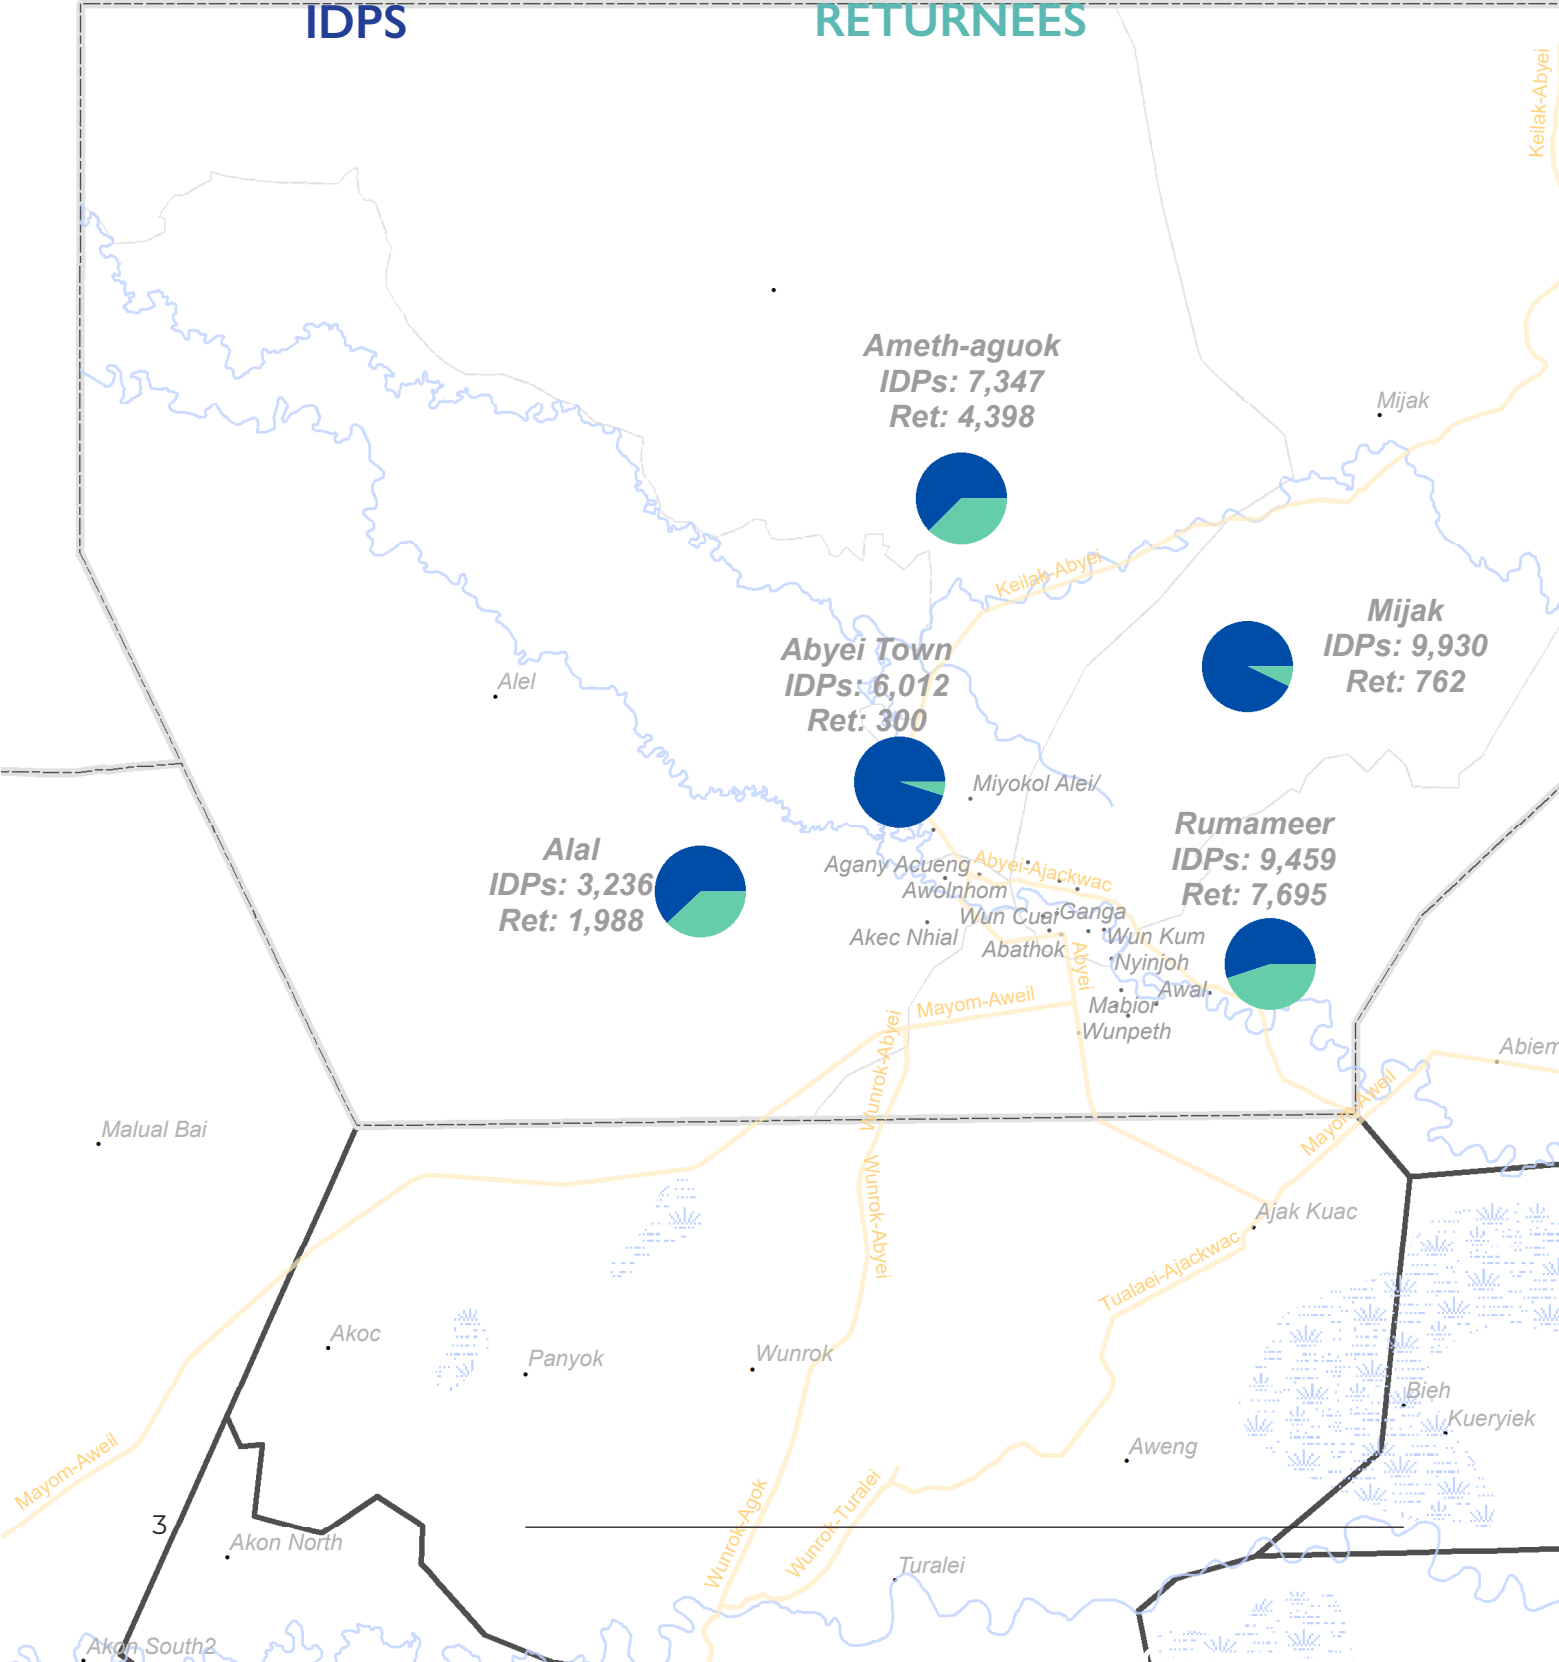 IDPS
RETURNEES
Keilak-Abyei
Ameth-aguok
IDPs: 7,347
Ret: 4,398
Mijak
Keilak-Abyei
Mijak
IDPs: 9,930
Ret: 762
Abyei Town
IDPs: 6,012
Ret: 300
Alel
Miyokol Alei/
Rumameer
IDPs: 9,459
Ret: 7,695
Alal
IDPs: 3,236
Ret: 1,988
Agany Acueng
Abyei-Ajackwac
Awolnhom
Wun Cuai
Ganga
Akec Nhial
Abathok
Wun Kum
Abyei
Nyinjoh
Awal
Mayom-Aweil
Mabior
Wunpeth
Wunrok-Abyei
Abiem
Mayom-Aweil
Malual Bai
Wunrok-Abyei
Ajak Kuac
Tualaei-Ajackwac
Akoc
Panyok
Wunrok
Bieh
Kueryiek
Aweng
Mayom-Aweil
Wunrok-Agok
Wunrok-Turalei
3
Akon North
Turalei
Akon South2